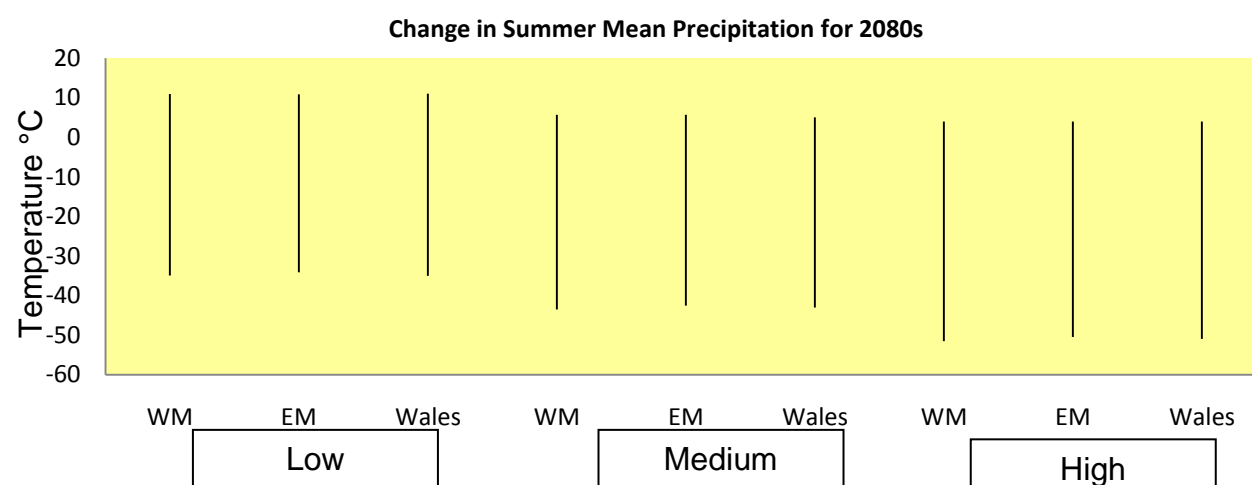 Change in Summer Mean Precipitation for 2080s
Temperature °C
20
10
0
-10
-20
-30
-40
-50
-60
WM EM Wales WM EM Wales WM EM Wales
Low Medium High